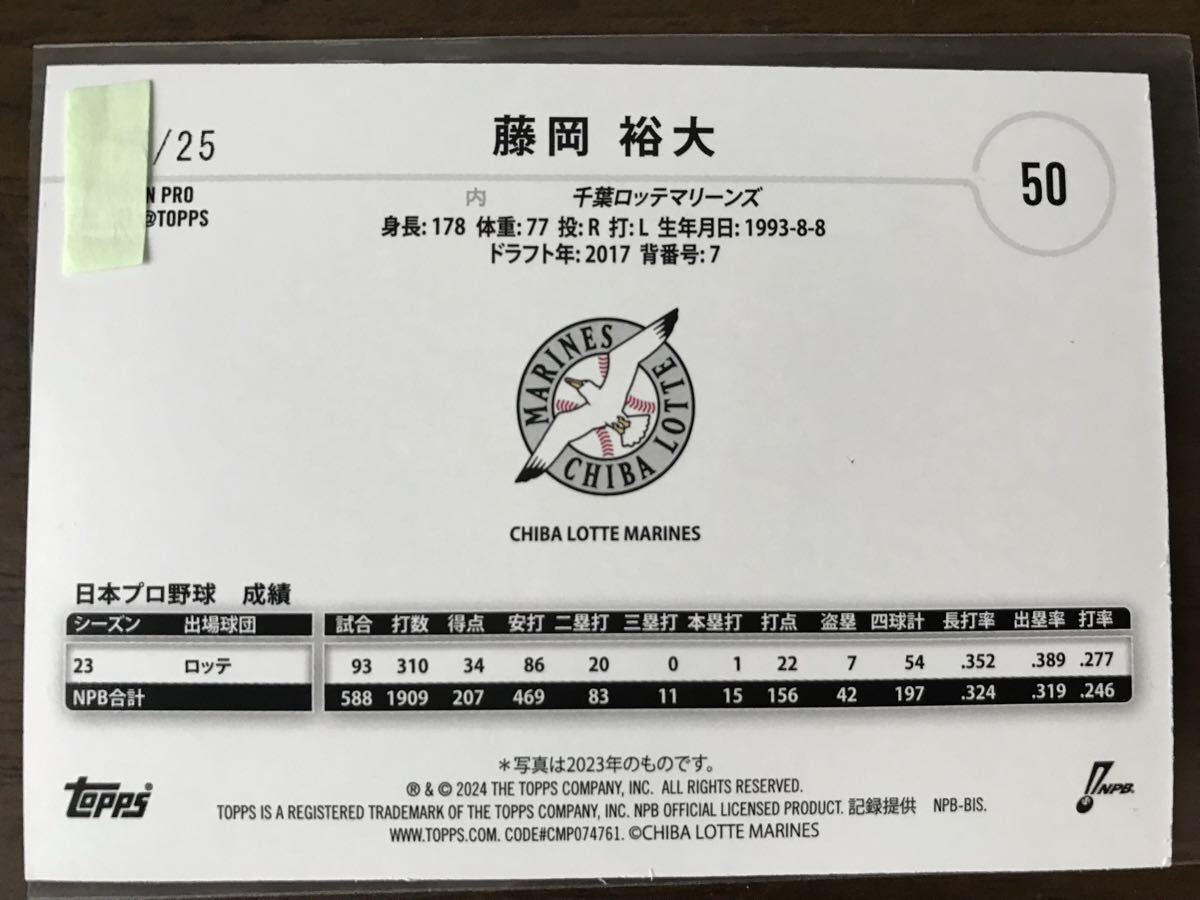 /25
藤岡 裕大
50
N PRO
@TOPPS
内 千葉ロッテマリーンズ
身長: 178 体重: 77 投: R 打: L 生年月日: 1993-8-8
ドラフト年: 2017 背番号: 7
MARINES
CHIBA LOTTE
CHIBA LOTTE MARINES
日本プロ野球 成績
シーズン 出場球団 試合 打数 得点 安打 二塁打 三塁打 本塁打 打点 盗塁 四球計 長打率 出塁率 打率
23 ロッテ 93 310 34 86 20 0 1 22 7 54 .352 .389 .277
NPB合計 588 1909 207 469 83 11 15 156 42 197 .324 .319 .246
＊写真は2023年のものです。
® & © 2024 THE TOPPS COMPANY, INC. ALL RIGHTS RESERVED.
TOPPS IS A REGISTERED TRADEMARK OF THE TOPPS COMPANY, INC. NPB OFFICIAL LICENSED PRODUCT. 記録提供 NPB-BIS.
WWW.TOPPS.COM. CODE#CMP074761. ©CHIBA LOTTE MARINES
topps®
NPB.